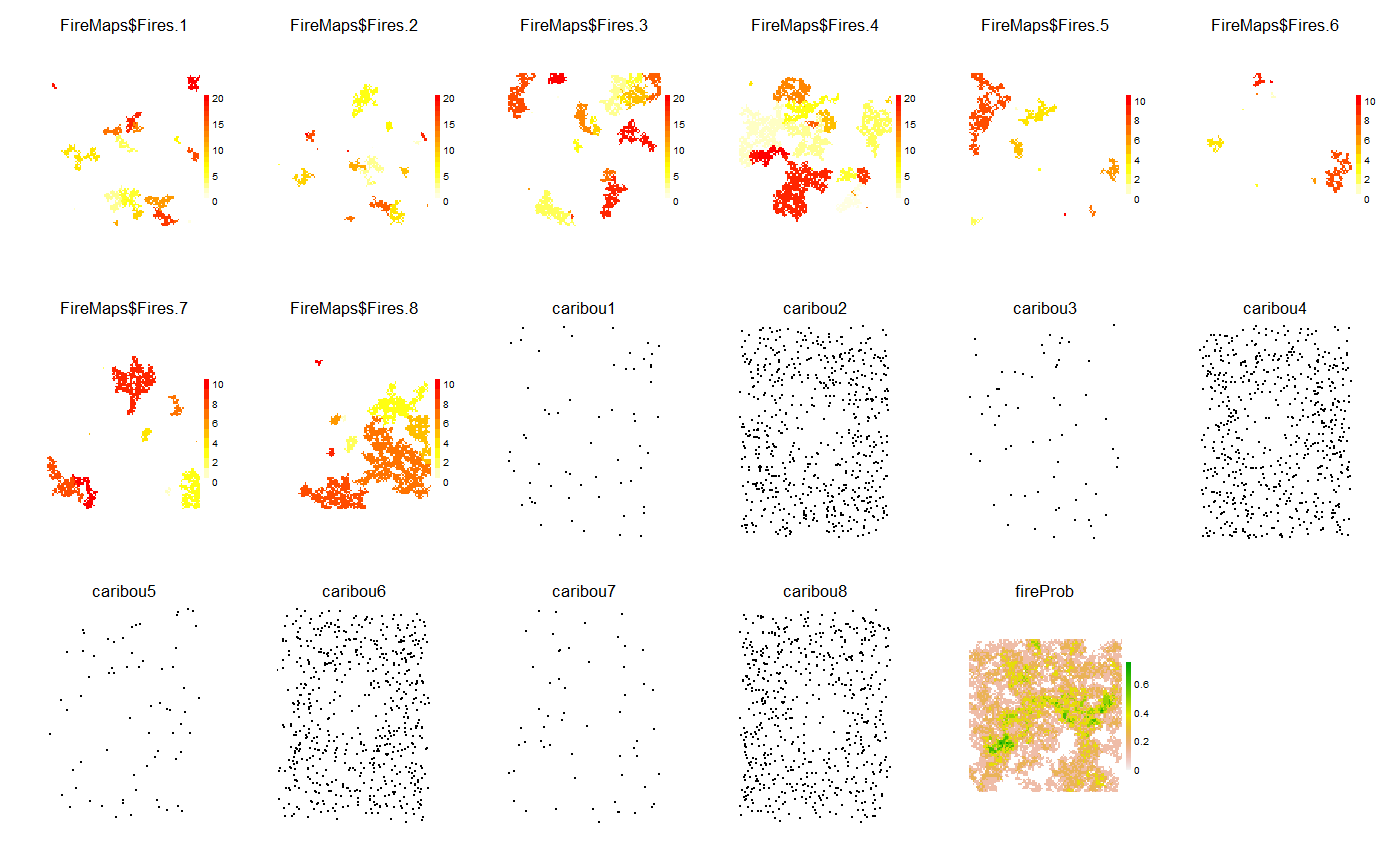 FireMaps$Fires.1
FireMaps$Fires.2
FireMaps$Fires.3
FireMaps$Fires.4
FireMaps$Fires.5
FireMaps$Fires.6
20
15
10
5
0
20
15
10
5
0
20
15
10
5
0
20
15
10
5
0
10
8
6
4
2
0
10
8
6
4
2
0
FireMaps$Fires.7
FireMaps$Fires.8
caribou1
caribou2
caribou3
caribou4
10
8
6
4
2
0
10
8
6
4
2
0
caribou5
caribou6
caribou7
caribou8
fireProb
0.6
0.4
0.2
0